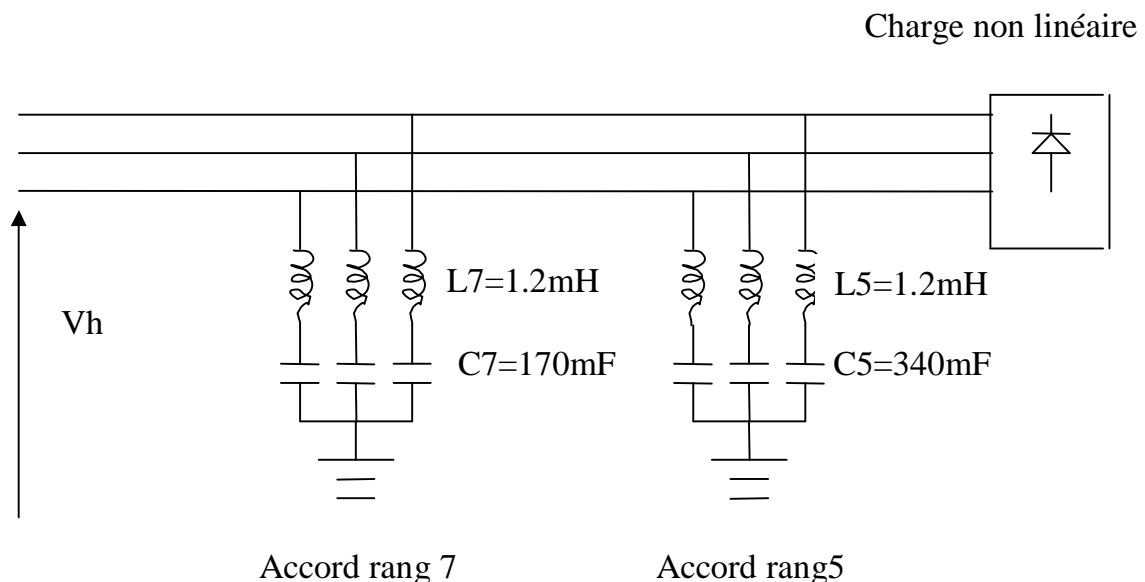 Charge non linéaire
L7=1.2mH
L5=1.2mH
Vh
C7=170mF
C5=340mF
Accord rang 7
Accord rang5